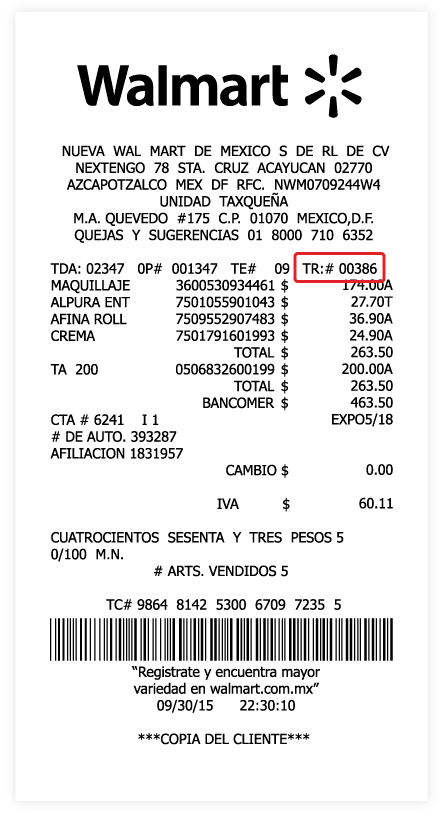 Walmart
NUEVA WAL MART DE MEXICO S DE RL DE CV
NEXTENGO 78 STA. CRUZ ACAYUCAN 02770
AZCAPOTZALCO MEX DF RFC. NWM0709244W4
UNIDAD TAXQUEÑA
M.A. QUEVEDO #175 C.P. 01070 MEXICO,D.F.
QUEJAS Y SUGERENCIAS 01 8000 710 6352
TDA: 02347 0P# 001347 TE# 09 TR:# 00386
MAQUILLAJE 3600530934461 $ 174.00A
ALPURA ENT 7501055901043 $ 27.70T
AFINA ROLL 7509552907483 $ 36.90A
CREMA 7501791601993 $ 24.90A
TOTAL $ 263.50
TA 200 0506832600199 $ 200.00A
TOTAL $ 263.50
BANCOMER $ 463.50
CTA # 6241 I 1 EXPO5/18
# DE AUTO. 393287
AFILIACION 1831957
CAMBIO $ 0.00
IVA $ 60.11
CUATROCIENTOS SESENTA Y TRES PESOS 5
0/100 M.N.
# ARTS. VENDIDOS 5
TC# 9864 8142 5300 6709 7235 5
“Registrate y encuentra mayor
variedad en walmart.com.mx”
09/30/15 22:30:10
***COPIA DEL CLIENTE***